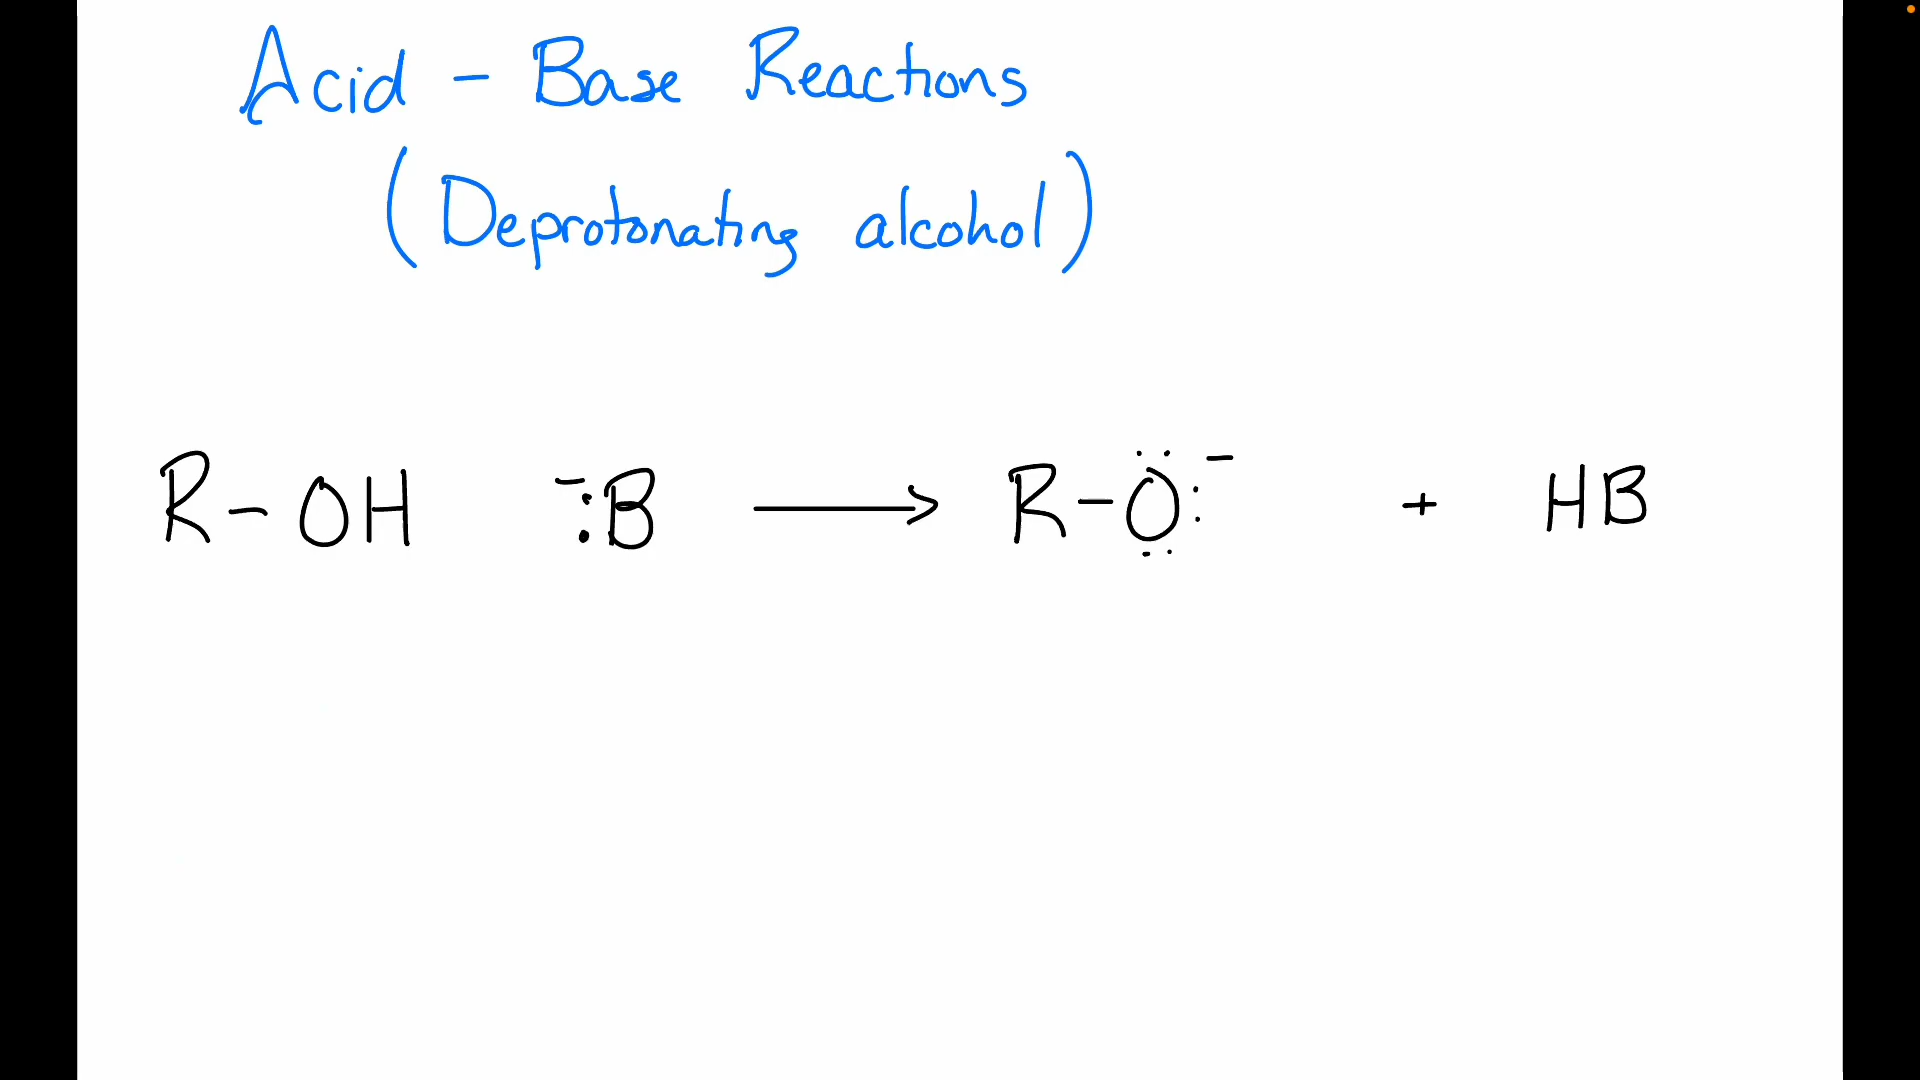 Acid - Base Reactions
(Deprotonating alcohol)
R-OH ⁻:B ⟶ R-Ö:⁻ + HB